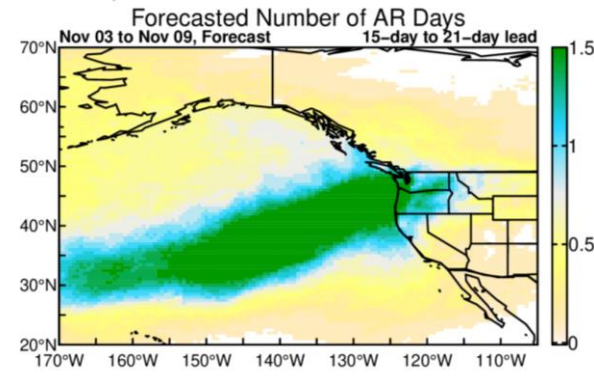 Forecasted Number of AR Days
Nov 03 to Nov 09, Forecast 15-day to 21-day lead
70°N
60°N
50°N
40°N
30°N
20°N
170°W 160°W 150°W 140°W 130°W 120°W 110°W
1.5
1
0.5
0